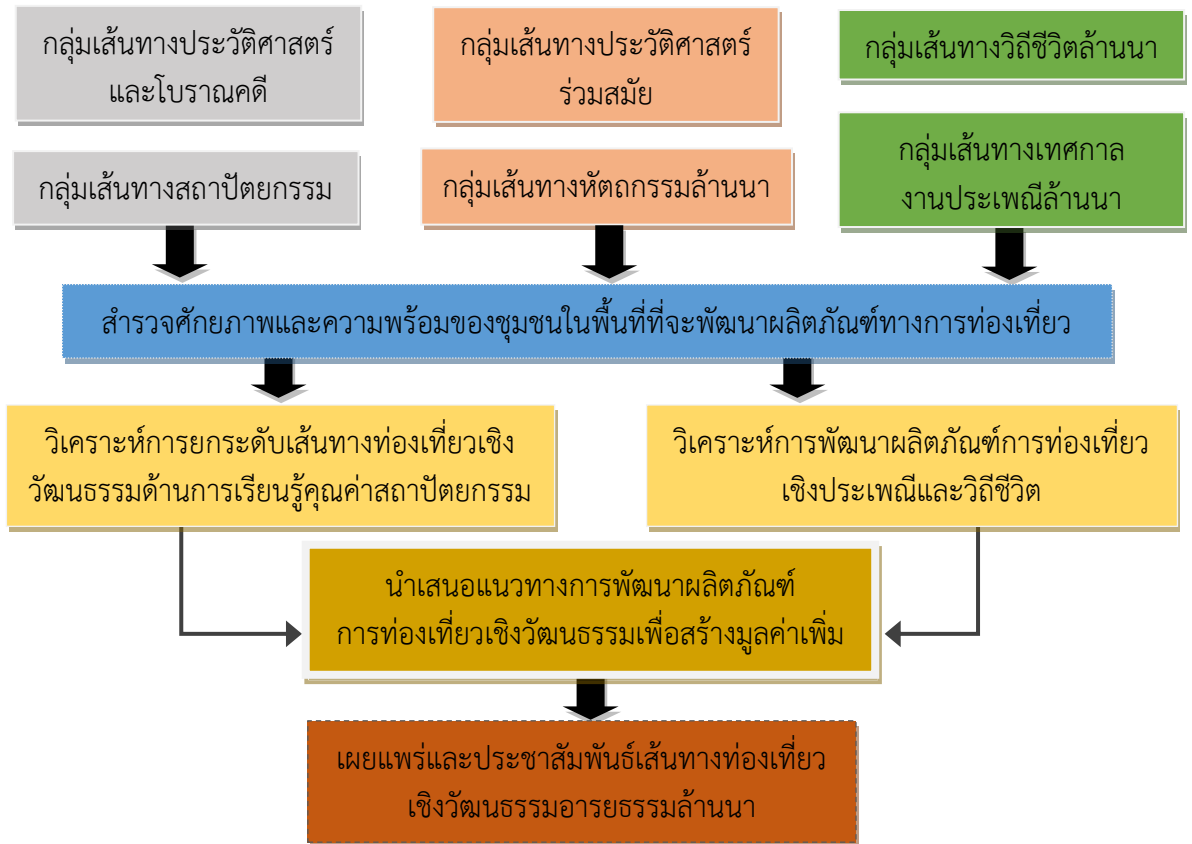 กลุ่มเส้นทางประวัติศาสตร์
และโบราณคดี
กลุ่มเส้นทางประวัติศาสตร์
ร่วมสมัย
กลุ่มเส้นทางวิถีชีวิตล้านนา
กลุ่มเส้นทางสถาปัตยกรรม
กลุ่มเส้นทางหัตถกรรมล้านนา
กลุ่มเส้นทางเทศกาล
งานประเพณีล้านนา
สำรวจศักยภาพและความพร้อมของชุมชนในพื้นที่ที่จะพัฒนาผลิตภัณฑ์ทางการท่องเที่ยว
วิเคราะห์การยกระดับเส้นทางท่องเที่ยวเชิง
วัฒนธรรมด้านการเรียนรู้คุณค่าสถาปัตยกรรม
วิเคราะห์การพัฒนาผลิตภัณฑ์การท่องเที่ยว
เชิงประเพณีและวิถีชีวิต
นำเสนอแนวทางการพัฒนาผลิตภัณฑ์
การท่องเที่ยวเชิงวัฒนธรรมเพื่อสร้างมูลค่าเพิ่ม
เผยแพร่และประชาสัมพันธ์เส้นทางท่องเที่ยว
เชิงวัฒนธรรมอารยธรรมล้านนา